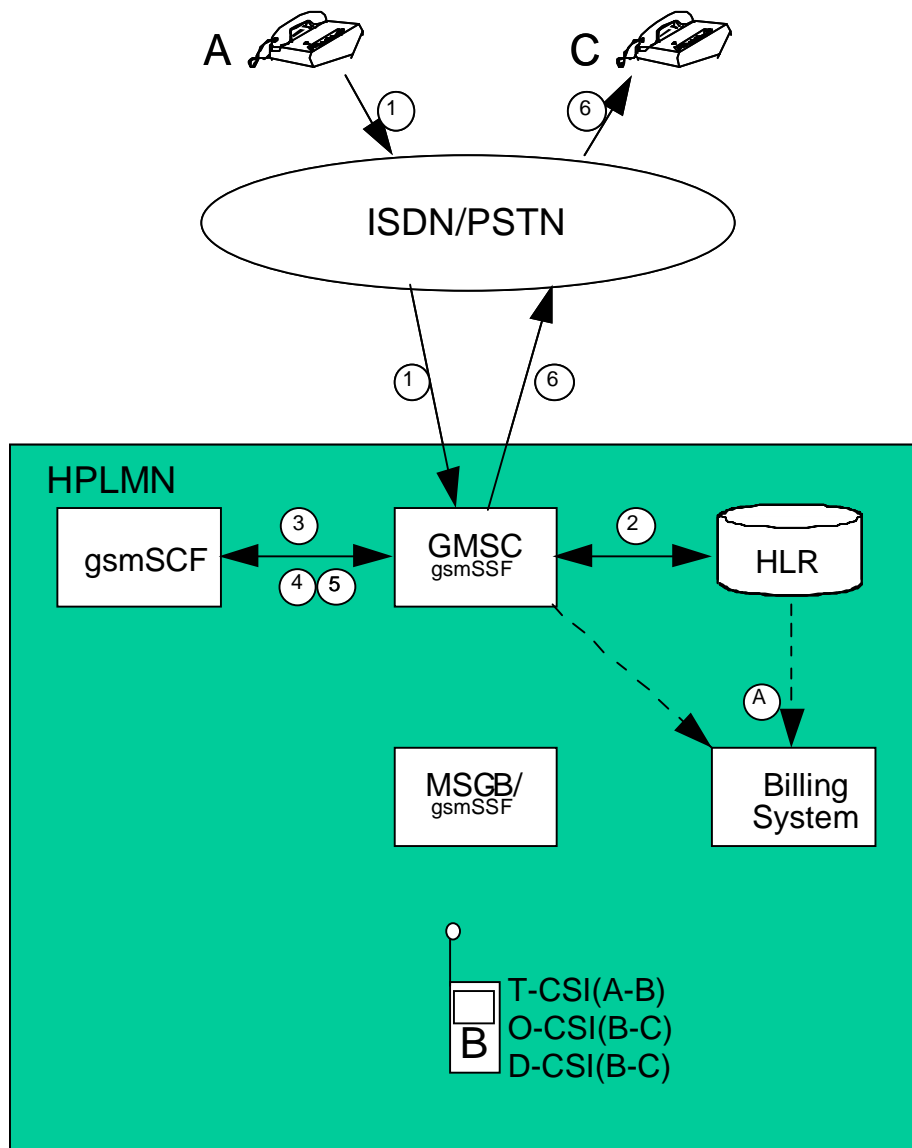 A
C
1
6
ISDN/PSTN
1
6
HPLMN
gsmSCF
3
4 5
GMSC
gsmSSF
2
HLR
A
MSCB/
gsmSSF
Billing
System
B
T-CSI(A-B)
O-CSI(B-C)
D-CSI(B-C)